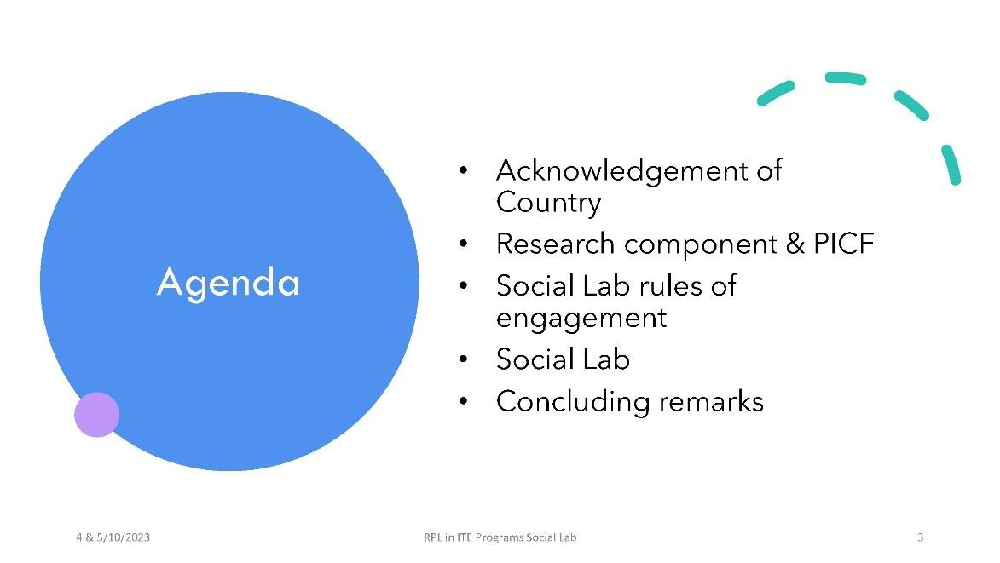 Agenda
• Acknowledgement of
Country
• Research component & PICF
• Social Lab rules of
engagement
• Social Lab
• Concluding remarks
4 & 5/10/2023
RPL in ITE Programs Social Lab
3